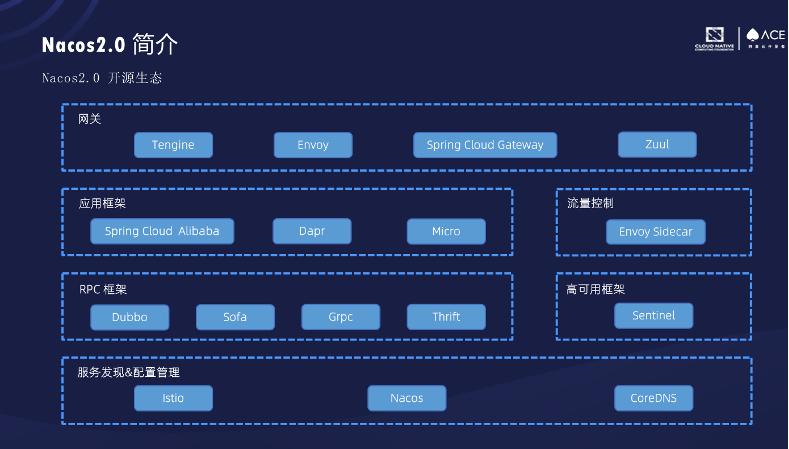 Nacos2.0 简介
CLOUD NATIVE
COMPUTING FOUNDATION
ACE
Nacos2.0 开源生态
网关
Tengine
Envoy
Spring Cloud Gateway
Zuul
应用框架
Spring Cloud Alibaba
Dapr
Micro
流量控制
Envoy Sidecar
RPC 框架
Dubbo
Sofa
Grpc
Thrift
高可用框架
Sentinel
服务发现&配置管理
Istio
Nacos
CoreDNS